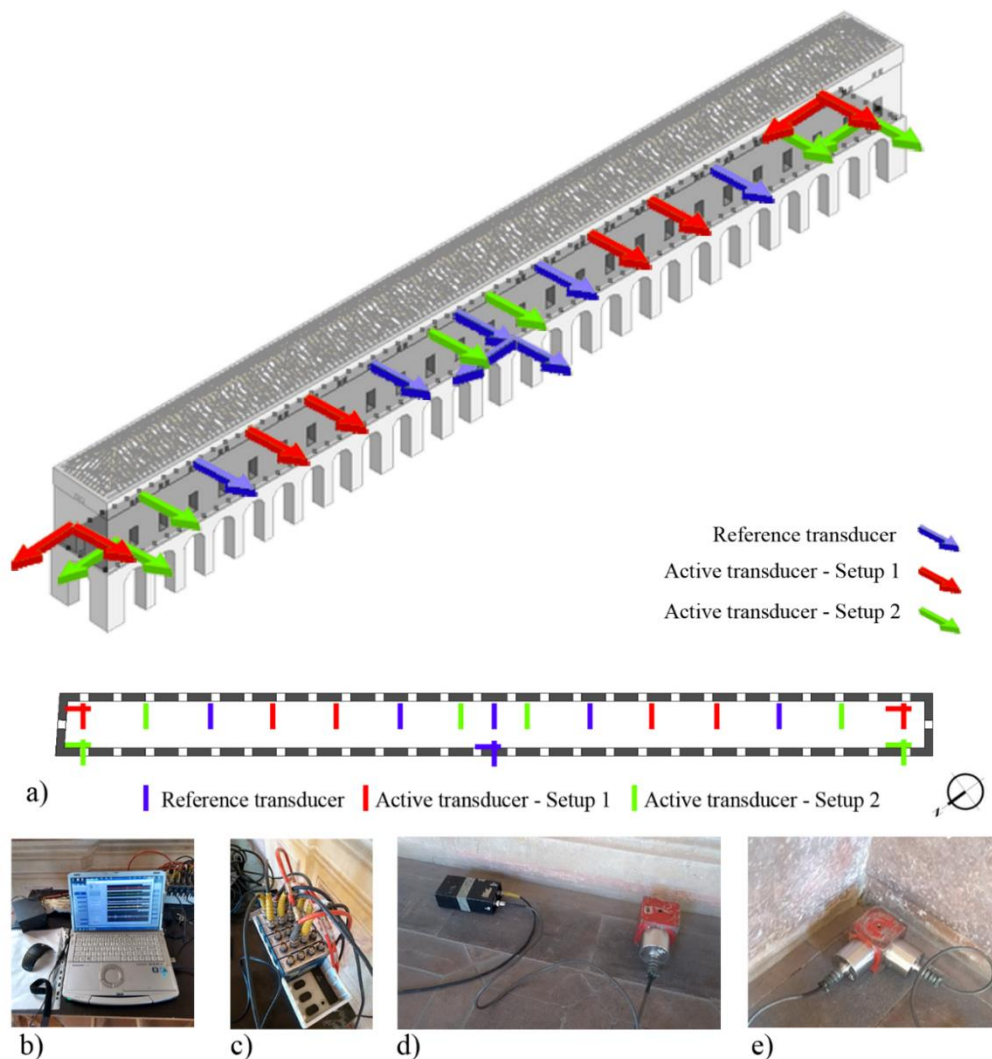 Reference transducer
Active transducer - Setup 1
Active transducer - Setup 2
a)
Reference transducer
Active transducer - Setup 1
Active transducer - Setup 2
b)
c)
d)
e)